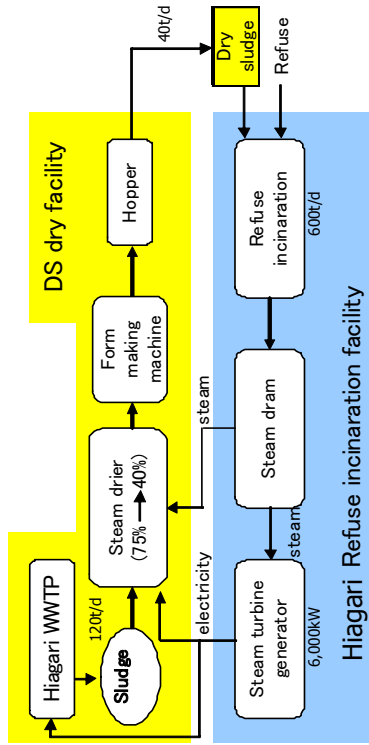 DS dry facility
Hiagari WWTP
120t/d
Sludge
Steam drier
(75% → 40%)
Form
making
machine
Hopper
40t/d
Dry
sludge
Refuse
electricity
steam
steam
Steam turbine
generator
6,000kW
Steam dram
Refuse
incinaration
600t/d
Hiagari Refuse incinaration facility